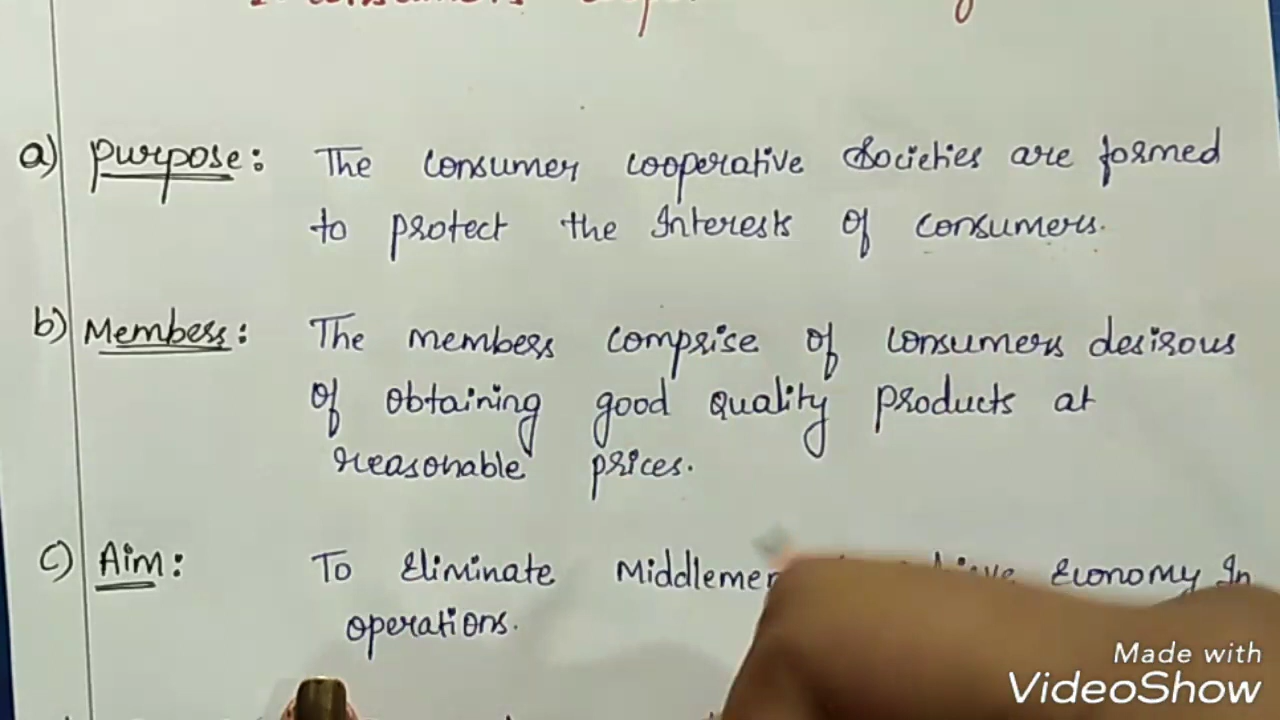 a) Purpose: The consumer cooperative Societies are formed
to protect the Interests of consumers.
b) Members: The members comprise of consumers desirous
of obtaining good quality products at
reasonable prices.
c) Aim: To Eliminate Middlemen Economy In
operations.
Made with
VideoShow